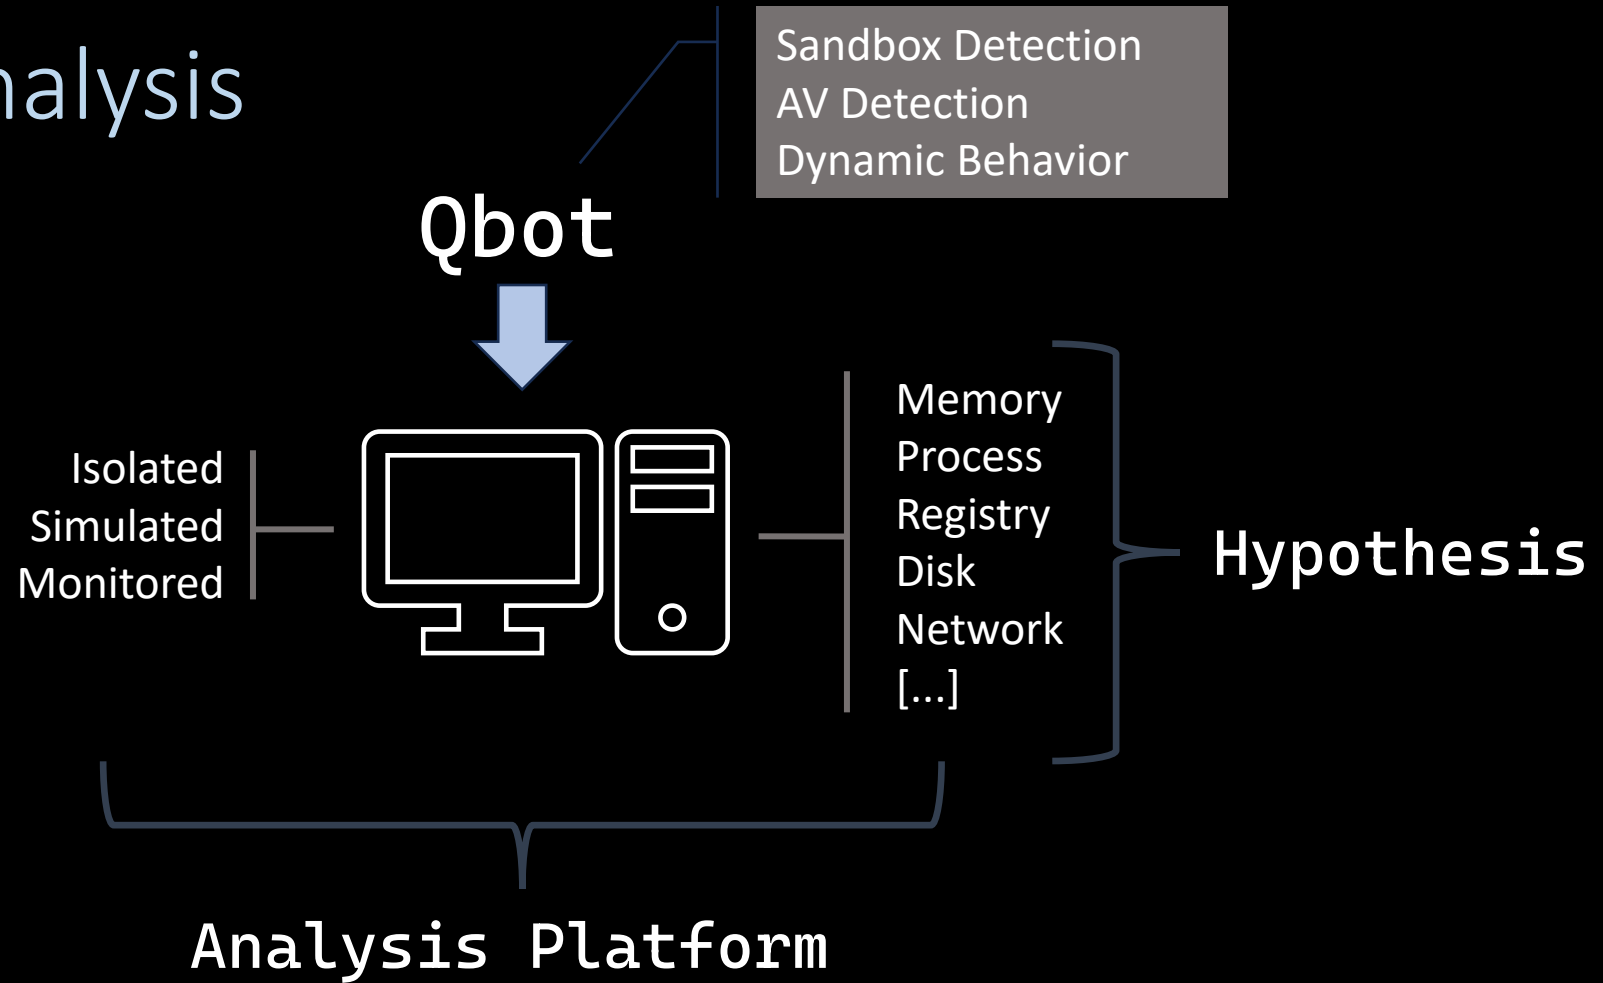 nalysis
Sandbox Detection
AV Detection
Dynamic Behavior
Qbot
Isolated
Simulated
Monitored
Memory
Process
Registry
Disk
Network
[...]
Hypothesis
Analysis Platform